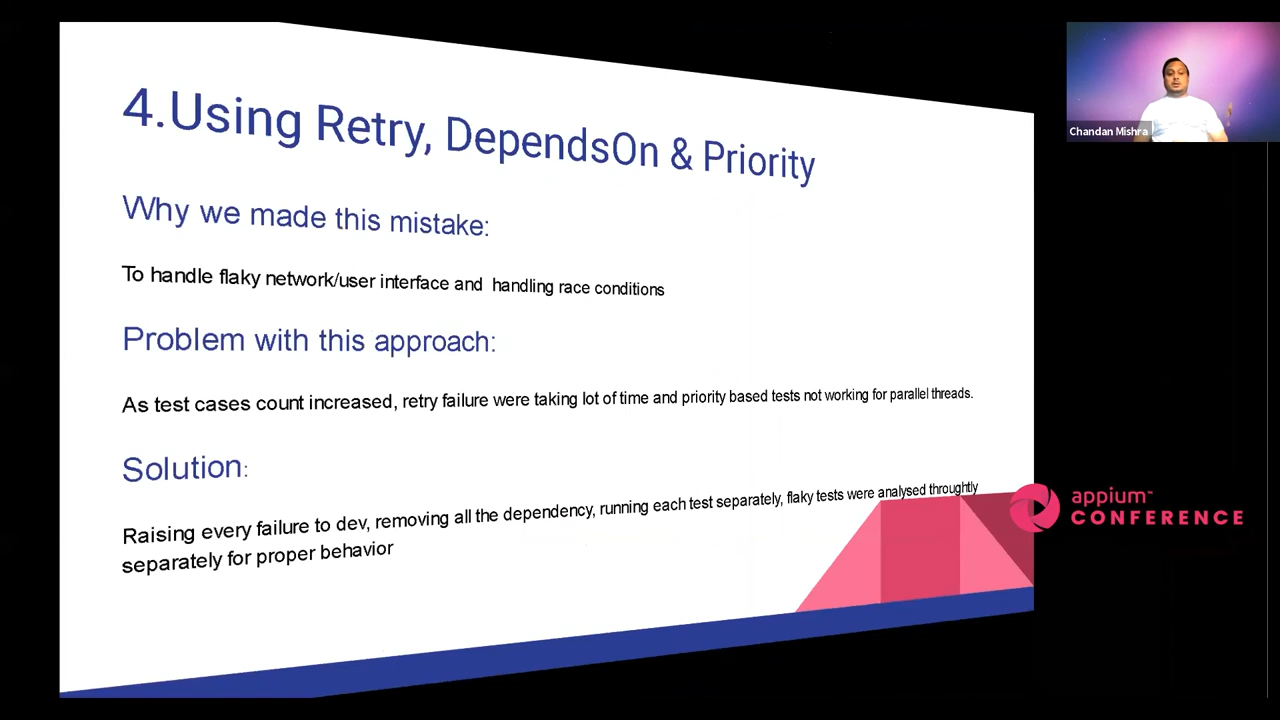 4.Using Retry, DependsOn & Priority
Why we made this mistake:
To handle flaky network/user interface and handling race conditions
Problem with this approach:
As test cases count increased, retry failure were taking lot of time and priority based tests not working for parallel threads.
Solution:
Raising every failure to dev, removing all the dependency, running each test separately, flaky tests were analysed throughtly
separately for proper behavior
Chandan Mishra
appium™
CONFERENCE